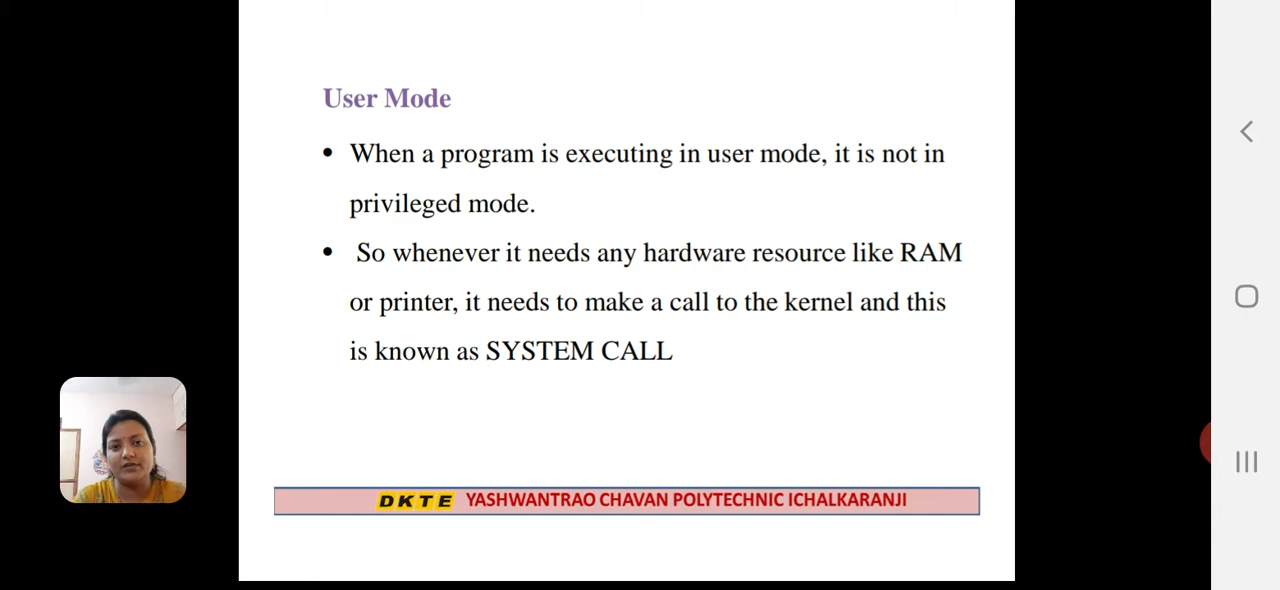 User Mode
• When a program is executing in user mode, it is not in
privileged mode.
• So whenever it needs any hardware resource like RAM
or printer, it needs to make a call to the kernel and this
is known as SYSTEM CALL
DKTE YASHWANTRAO CHAVAN POLYTECHNIC ICHALKARANJI